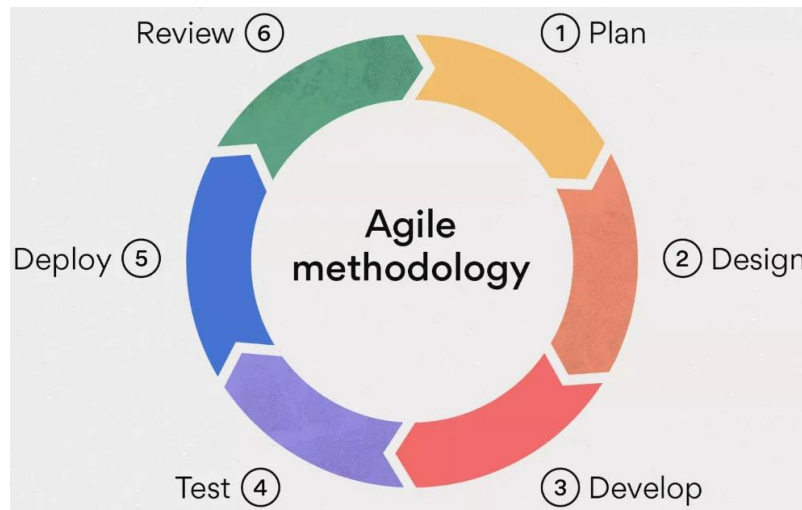 Review 6
1 Plan
Agile
methodology
Deploy 5
2 Design
Test 4
3 Develop